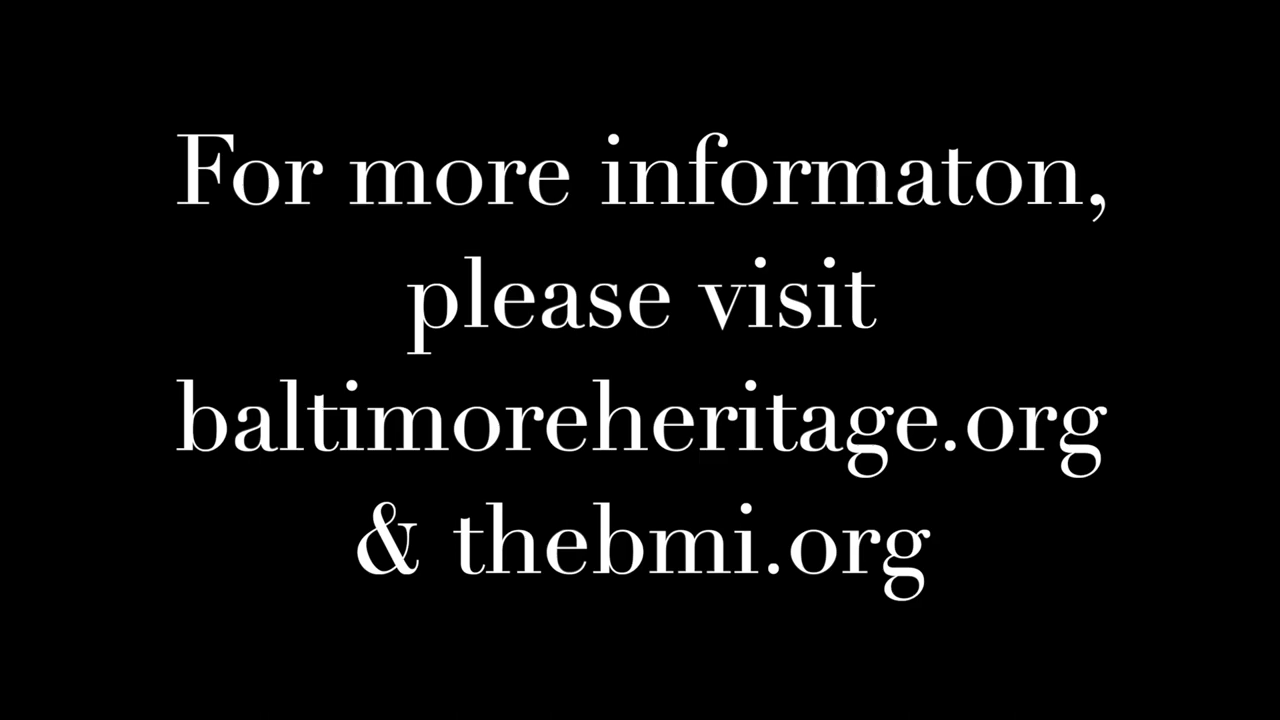 For more informaton,
please visit
baltimoreheritage.org
& thebmi.org